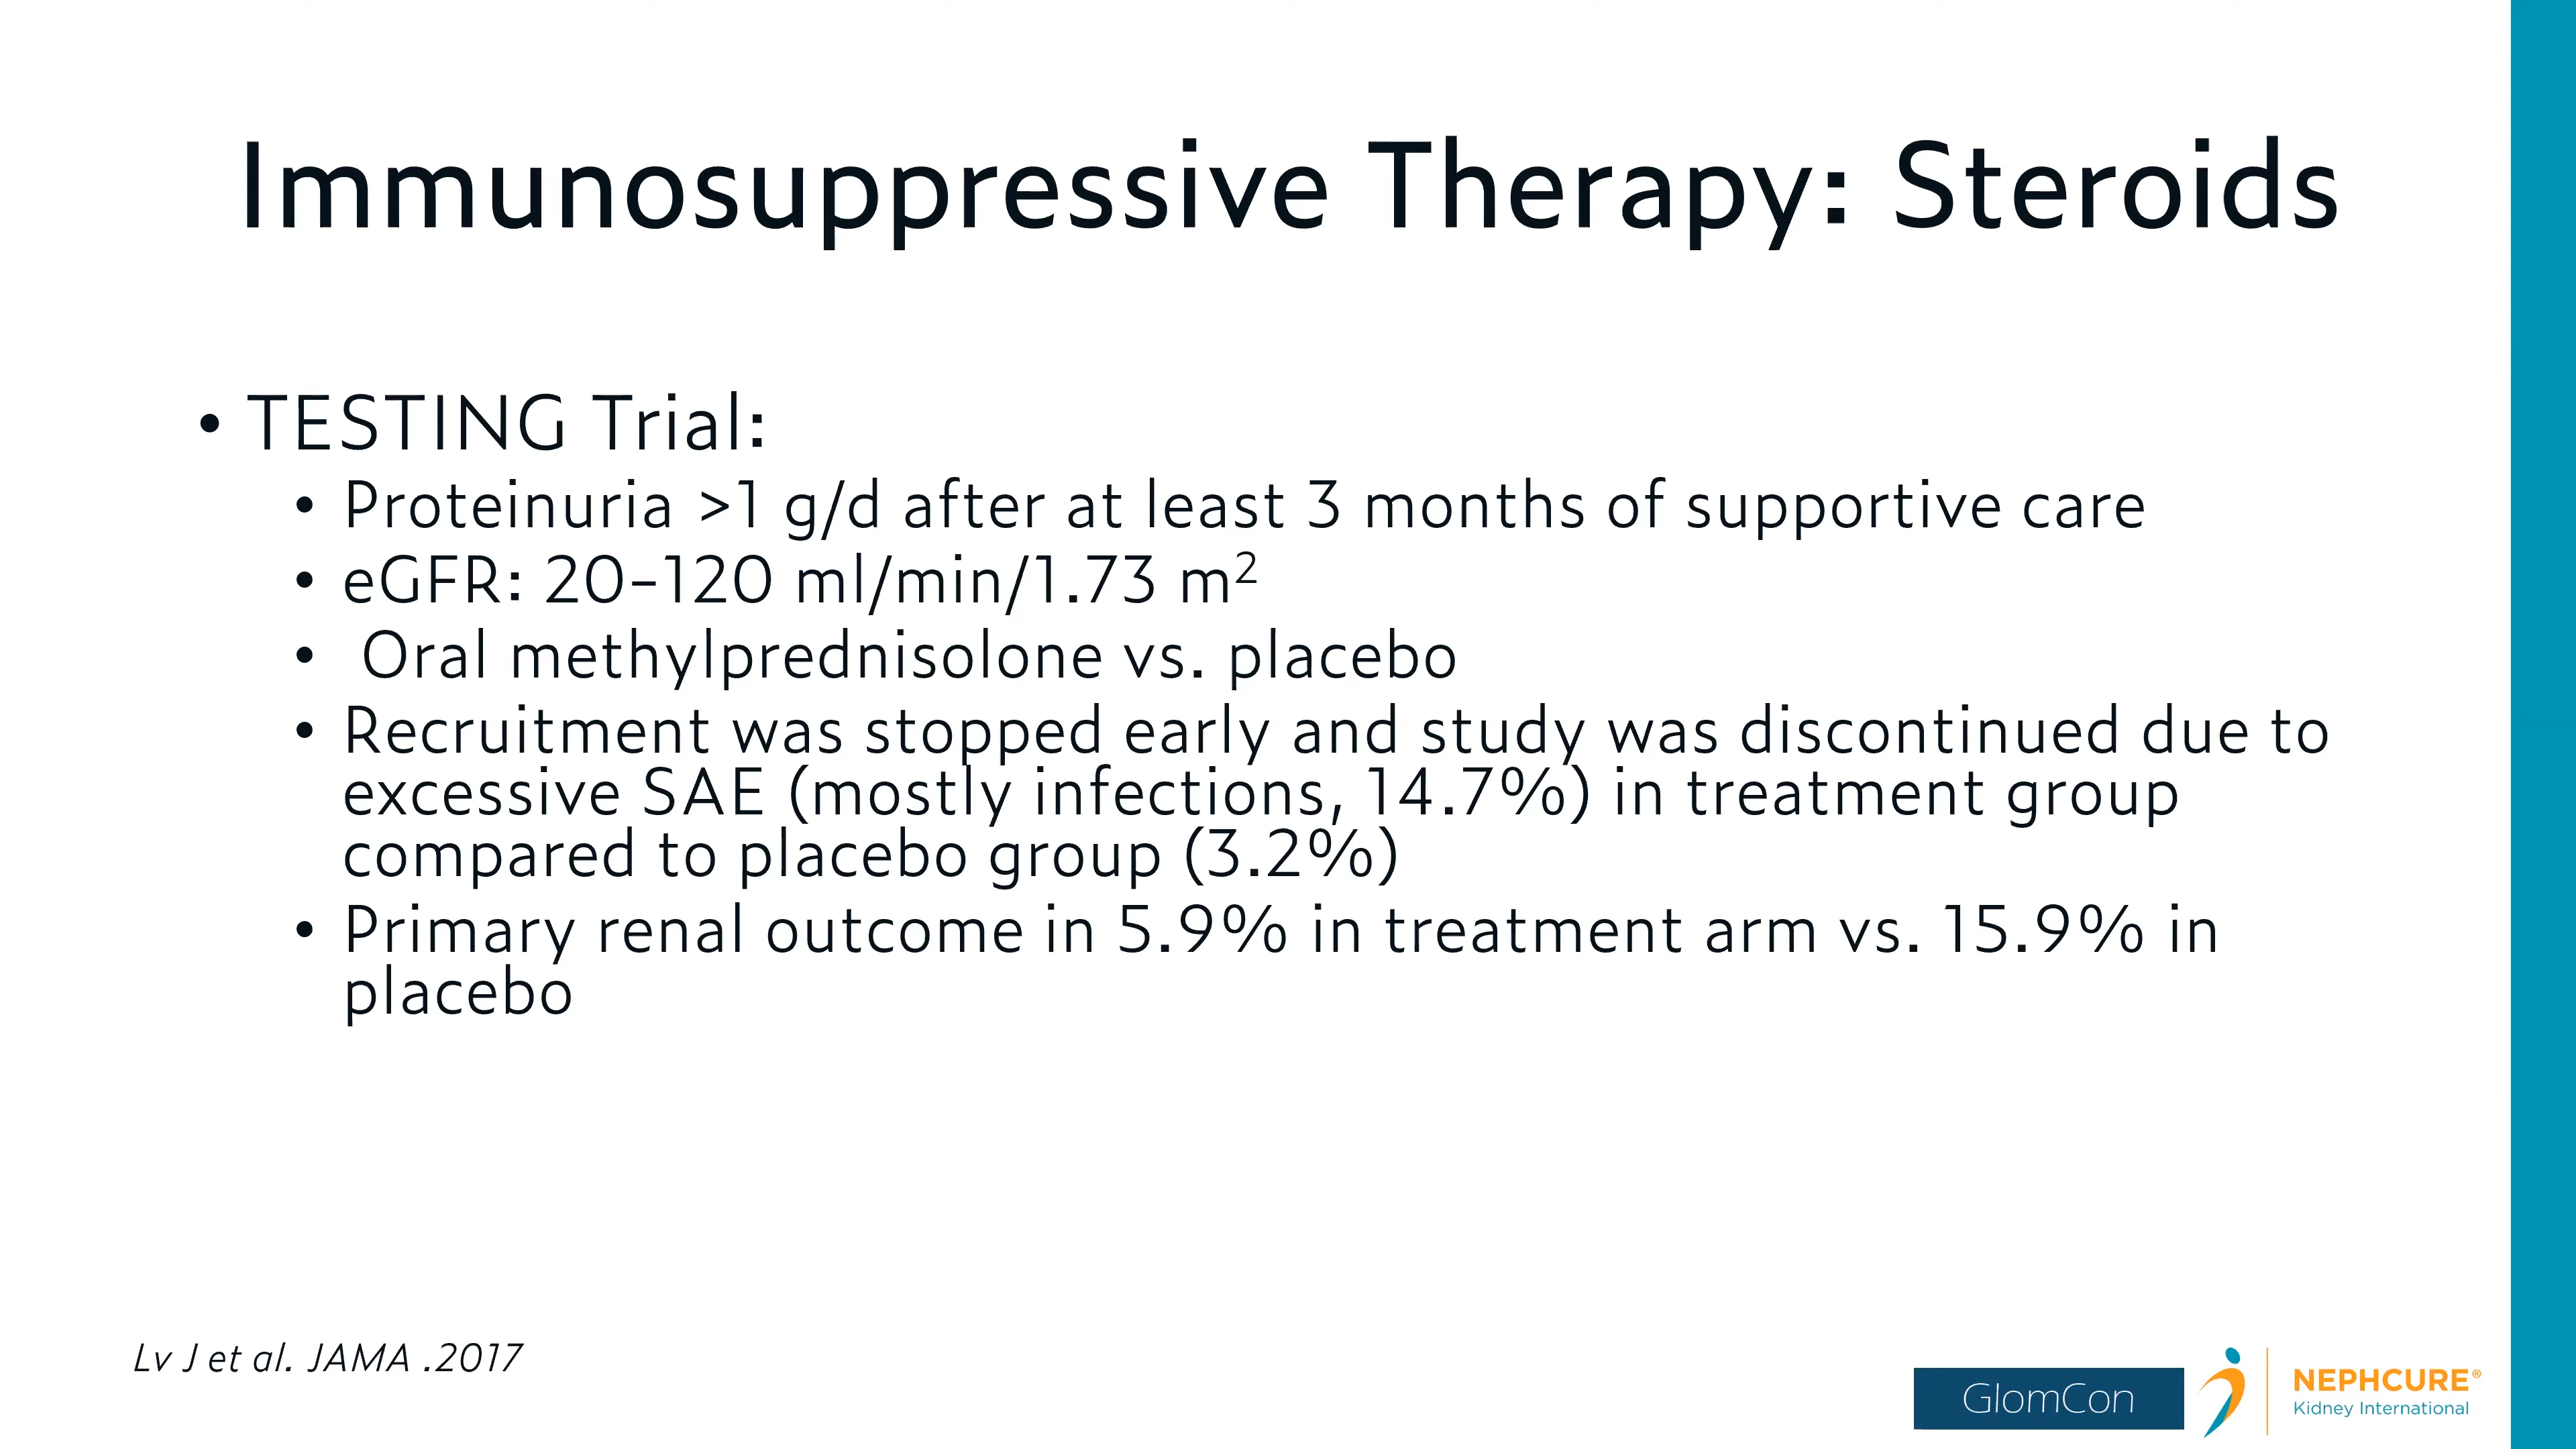 Immunosuppressive Therapy: Steroids
• TESTING Trial:
• Proteinuria >1 g/d after at least 3 months of supportive care
• eGFR: 20-120 ml/min/1.73 m²
• Oral methylprednisolone vs. placebo
• Recruitment was stopped early and study was discontinued due to
excessive SAE (mostly infections, 14.7%) in treatment group
compared to placebo group (3.2%)
• Primary renal outcome in 5.9% in treatment arm vs. 15.9% in
placebo
Lv J et al. JAMA .2017
GlomCon
NEPHCURE®
Kidney International